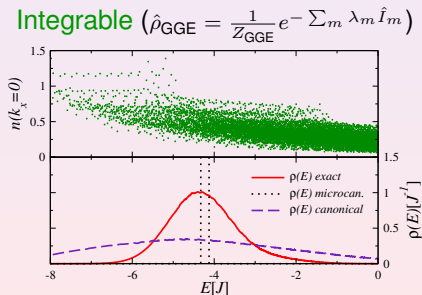 Integrable (ρ̂_GGE = 1/Z_GGE e^{- ∑_m λ_m Î_m})
n(k_x=0)
1.5
1
0.5
0
ρ(E) exact
ρ(E) microcan.
ρ(E) canonical
1.5
1
0.5
0
ρ(E)[J⁻¹]
-8 -6 -4 -2 0
E[J]